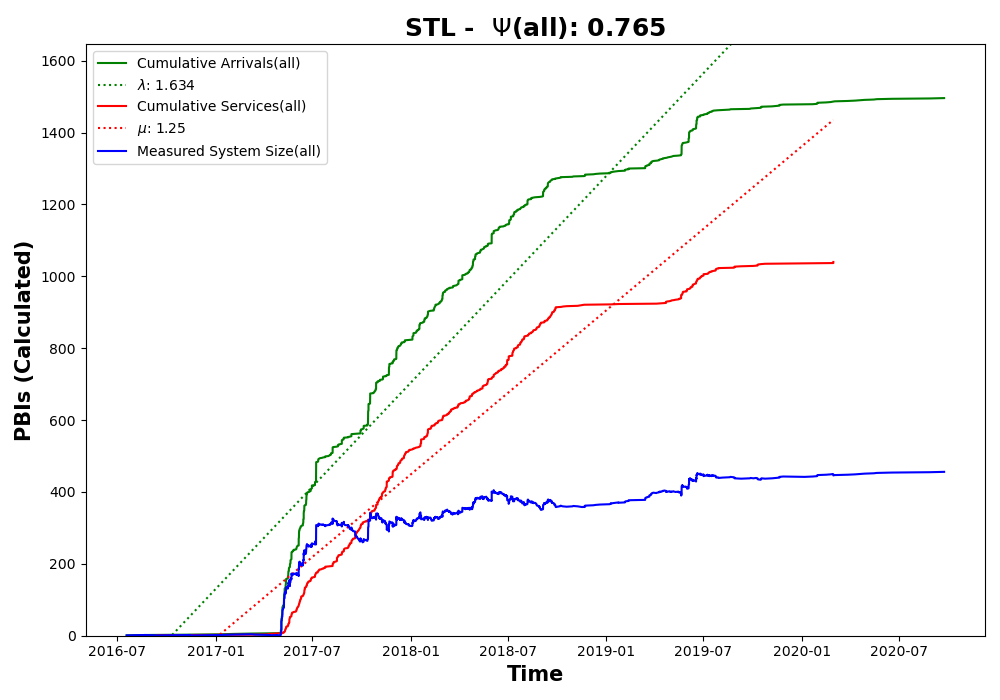 STL -  Ψ(all): 0.765
Cumulative Arrivals(all)
λ: 1.634
Cumulative Services(all)
μ: 1.25
Measured System Size(all)
PBIs (Calculated)
1600
1400
1200
1000
800
600
400
200
0
2016-07 2017-01 2017-07 2018-01 2018-07 2019-01 2019-07 2020-01 2020-07
Time